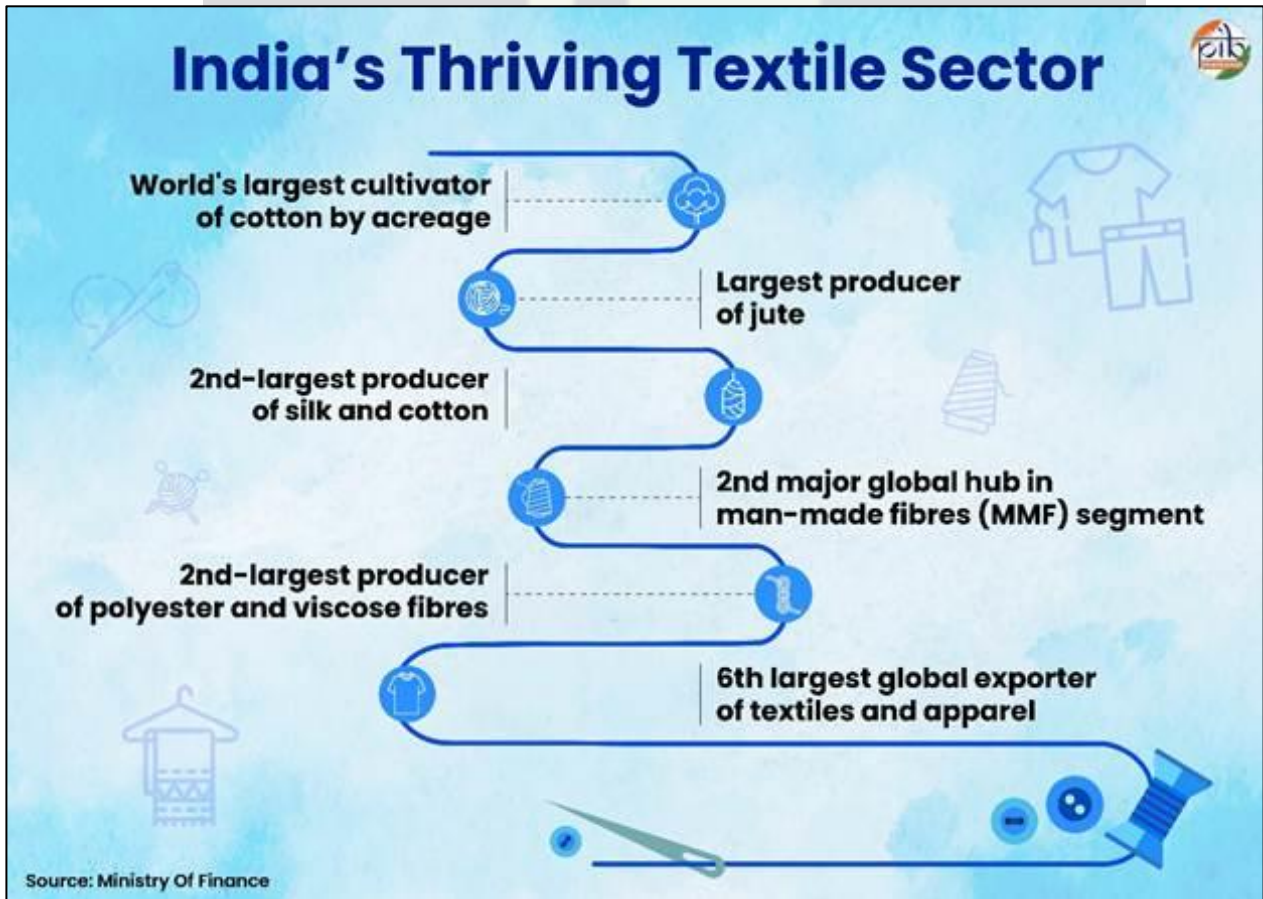 India's Thriving Textile Sector
pib
World's largest cultivator
of cotton by acreage
Largest producer
of jute
2nd-largest producer
of silk and cotton
2nd major global hub in
man-made fibres (MMF) segment
2nd-largest producer
of polyester and viscose fibres
6th largest global exporter
of textiles and apparel
Source: Ministry Of Finance